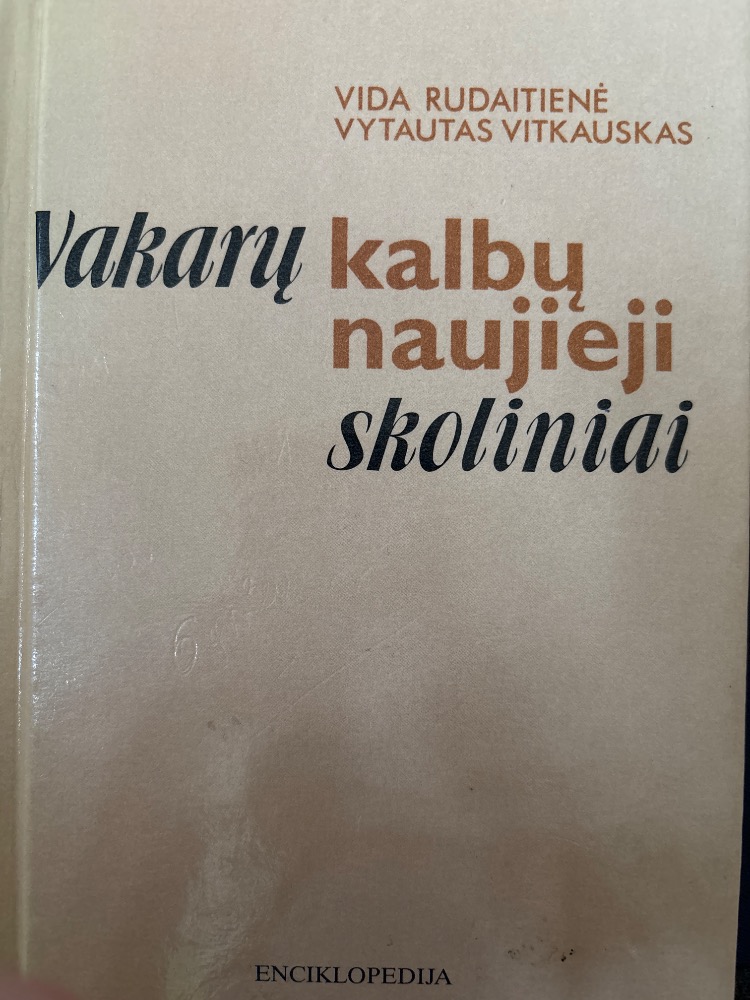 VIDA RUDAITIENĖ
VYTAUTAS VITKAUSKAS
Vakarų kalbų
naujieji
skoliniai
ENCIKLOPEDIJA